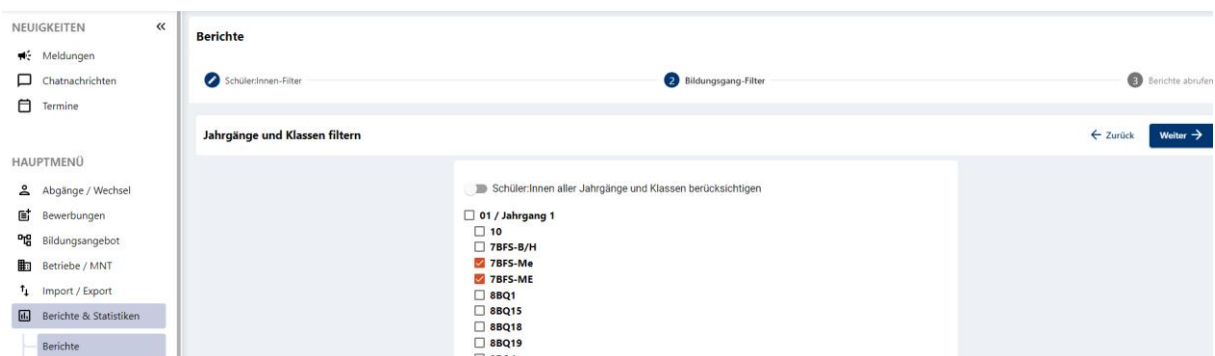 NEUIGKEITEN
Meldungen
Chatnachrichten
Termine
HAUPTMENÜ
Abgänge / Wechsel
Bewerbungen
Bildungsangebot
Betriebe / MNT
Import / Export
Berichte & Statistiken
Berichte
Berichte
Schüler:Innen-Filter
2 Bildungsgang-Filter
3 Berichte abrufen
Jahrgänge und Klassen filtern
Zurück
Weiter
Schüler:Innen aller Jahrgänge und Klassen berücksichtigen
01 / Jahrgang 1
10
7BFS-B/H
7BFS-Me
7BFS-ME
8BQ1
8BQ15
8BQ18
8BQ19